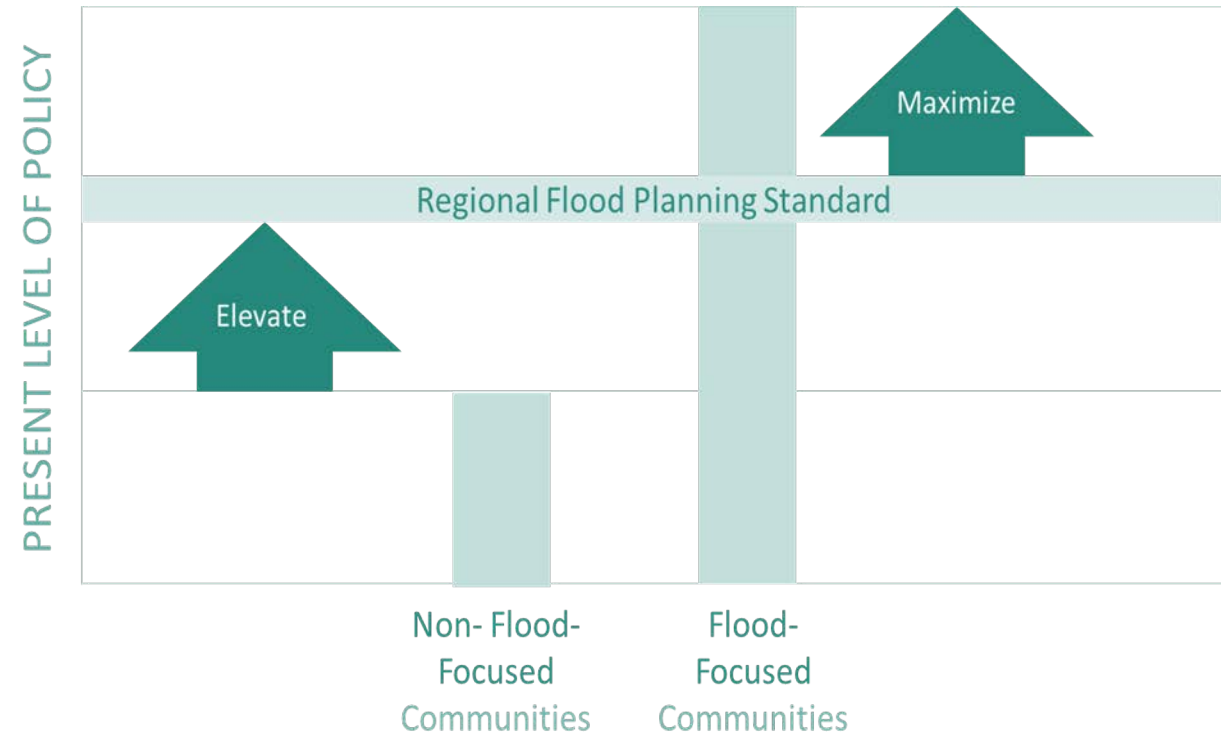 PRESENT LEVEL OF POLICY
Maximize
Regional Flood Planning Standard
Elevate
Non- Flood-
Focused
Communities
Flood-
Focused
Communities